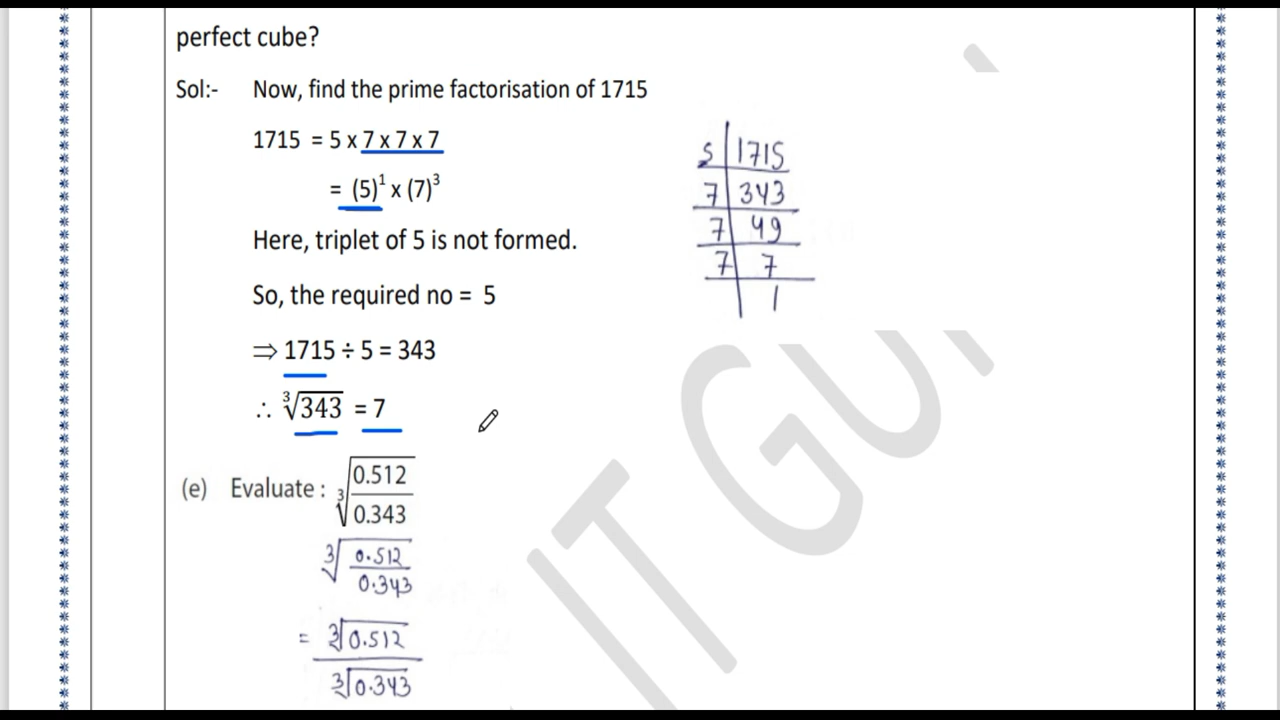 perfect cube?
Sol:- Now, find the prime factorisation of 1715
1715 = 5 x 7 x 7 x 7
= (5)¹ x (7)³
Here, triplet of 5 is not formed.
So, the required no = 5
⇒ 1715 ÷ 5 = 343
∴ ∛343 = 7
5 | 1715
7 | 343
7 | 49
7 | 7
| 1
(e) Evaluate : ∛(0.512/0.343)
∛(0.512/0.343)
= ∛0.512
∛0.343